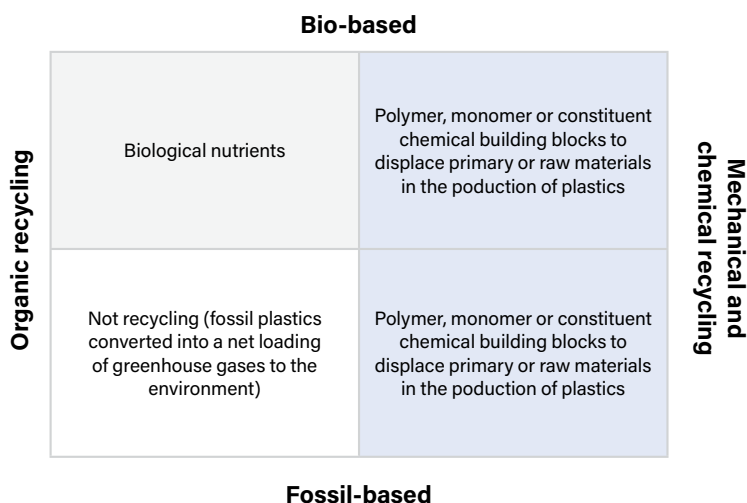 Bio-based
Organic recycling
Biological nutrients
Polymer, monomer or constituent
chemical building blocks to
displace primary or raw materials
in the poduction of plastics
Mechanical and
chemical recycling
Not recycling (fossil plastics
converted into a net loading
of greenhouse gases to the
environment)
Polymer, monomer or constituent
chemical building blocks to
displace primary or raw materials
in the poduction of plastics
Fossil-based